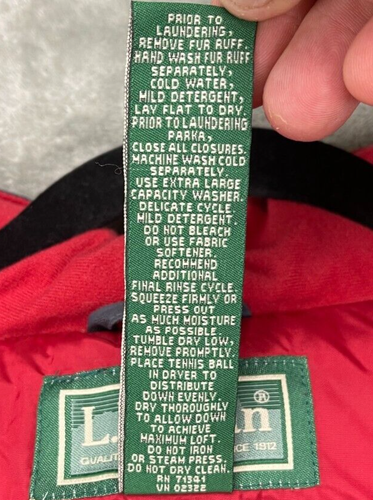 PRIOR TO
LAUNDERING,
REMOVE FUR RUFF.
HAND WASH FUR RUFF
SEPARATELY,
COLD WATER,
MILD DETERGENT,
LAY FLAT TO DRY.
PRIOR TO LAUNDERING
PARKA,
CLOSE ALL CLOSURES.
MACHINE WASH COLD
SEPARATELY.
USE EXTRA LARGE
CAPACITY WASHER.
DELICATE CYCLE.
MILD DETERGENT.
DO NOT BLEACH
OR USE FABRIC
SOFTENER.
RECOMMEND
ADDITIONAL
FINAL RINSE CYCLE.
SQUEEZE FIRMLY OR
PRESS OUT
AS MUCH MOISTURE
AS POSSIBLE.
TUMBLE DRY LOW,
REMOVE PROMPTLY.
PLACE TENNIS BALL
IN DRYER TO
DISTRIBUTE
DOWN EVENLY.
DRY THOROUGHLY
TO ALLOW DOWN
TO ACHIEVE
MAXIMUM LOFT.
DO NOT IRON
OR STEAM PRESS.
DO NOT DRY CLEAN.
RN 71341
VN 02322
L. n ®
QUALIT CE 1912